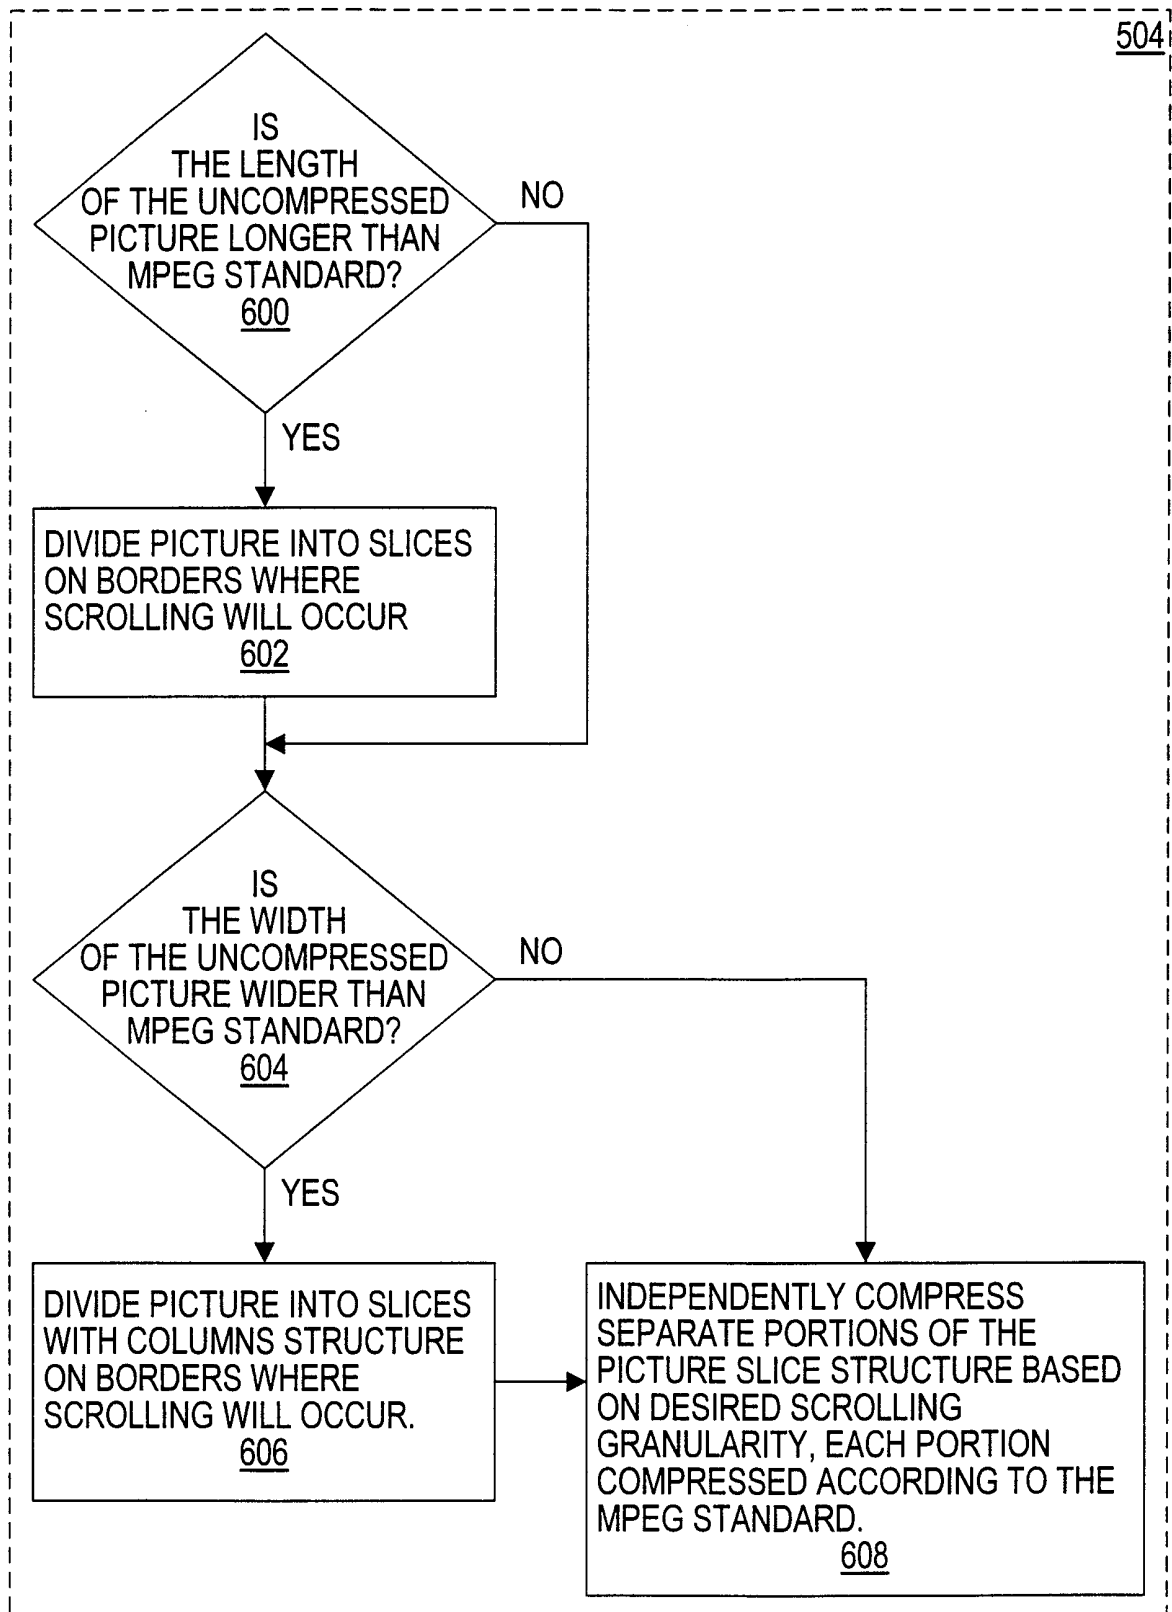 504
IS
THE LENGTH
OF THE UNCOMPRESSED
PICTURE LONGER THAN
MPEG STANDARD?
600
NO
YES
DIVIDE PICTURE INTO SLICES
ON BORDERS WHERE
SCROLLING WILL OCCUR
602
IS
THE WIDTH
OF THE UNCOMPRESSED
PICTURE WIDER THAN
MPEG STANDARD?
604
NO
YES
DIVIDE PICTURE INTO SLICES
WITH COLUMNS STRUCTURE
ON BORDERS WHERE
SCROLLING WILL OCCUR.
606
INDEPENDENTLY COMPRESS
SEPARATE PORTIONS OF THE
PICTURE SLICE STRUCTURE BASED
ON DESIRED SCROLLING
GRANULARITY, EACH PORTION
COMPRESSED ACCORDING TO THE
MPEG STANDARD.
608